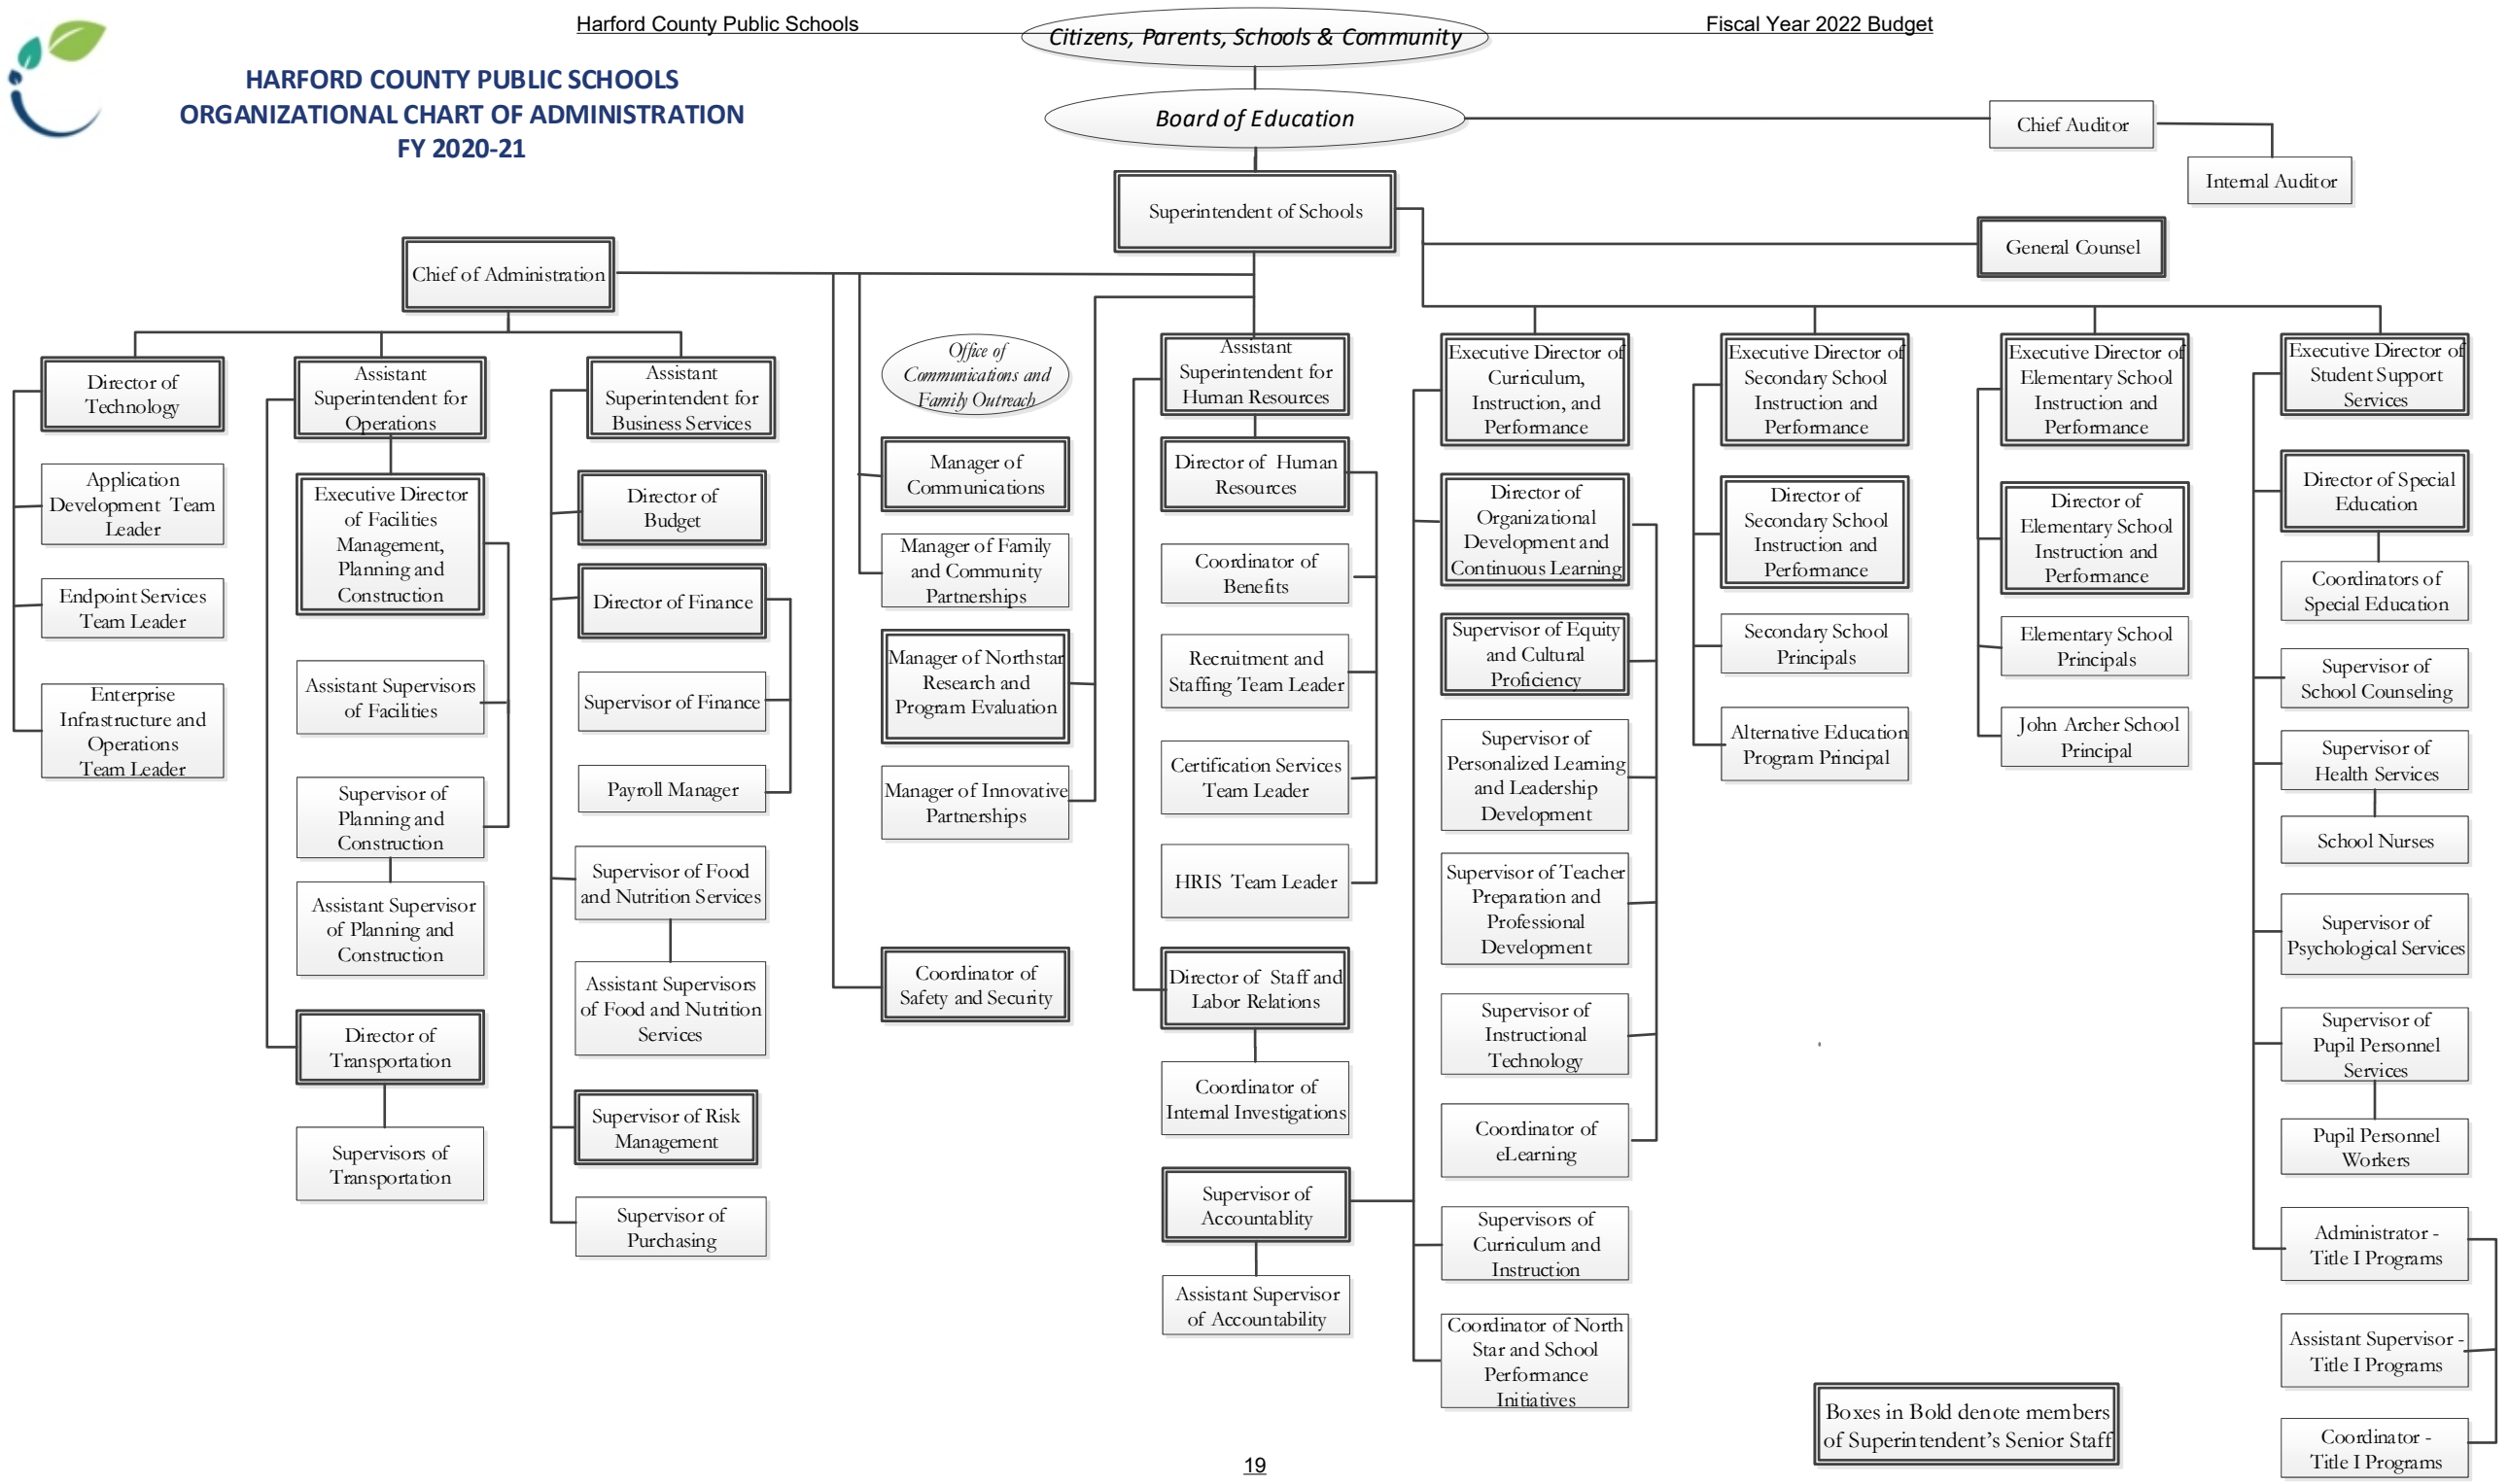 Harford County Public Schools
Fiscal Year 2022 Budget
Citizens, Parents, Schools & Community
HARFORD COUNTY PUBLIC SCHOOLS
ORGANIZATIONAL CHART OF ADMINISTRATION
FY 2020-21
Board of Education
Chief Auditor
Internal Auditor
Superintendent of Schools
General Counsel
Chief of Administration
Director of
Technology
Application
Development Team
Leader
Endpoint Services
Team Leader
Enterprise
Infrastructure and
Operations
Team Leader
Assistant
Superintendent for
Operations
Executive Director
of Facilities
Management,
Planning and
Construction
Assistant Supervisors
of Facilities
Supervisor of
Planning and
Construction
Assistant Supervisor
of Planning and
Construction
Director of
Transportation
Supervisors of
Transportation
Assistant
Superintendent for
Business Services
Director of
Budget
Director of Finance
Supervisor of Finance
Payroll Manager
Supervisor of Food
and Nutrition Services
Assistant Supervisors
of Food and Nutrition
Services
Supervisor of Risk
Management
Supervisor of
Purchasing
Office of
Communications and
Family Outreach
Manager of
Communications
Manager of Family
and Community
Partnerships
Manager of Northstar
Research and
Program Evaluation
Manager of Innovative
Partnerships
Coordinator of
Safety and Security
Assistant
Superintendent for
Human Resources
Director of Human
Resources
Coordinator of
Benefits
Recruitment and
Staffing Team Leader
Certification Services
Team Leader
HRIS Team Leader
Director of Staff and
Labor Relations
Coordinator of
Internal Investigations
Supervisor of
Accountablity
Assistant Supervisor
of Accountability
Executive Director of
Curriculum,
Instruction, and
Performance
Director of
Organizational
Development and
Continuous Learning
Supervisor of Equity
and Cultural
Proficiency
Supervisor of
Personalized Learning
and Leadership
Development
Supervisor of Teacher
Preparation and
Professional
Development
Supervisor of
Instructional
Technology
Coordinator of
eLearning
Supervisors of
Curriculum and
Instruction
Coordinator of North
Star and School
Performance
Initiatives
Executive Director of
Secondary School
Instruction and
Performance
Director of
Secondary School
Instruction and
Performance
Secondary School
Principals
Alternative Education
Program Principal
Executive Director of
Elementary School
Instruction and
Performance
Director of
Elementary School
Instruction and
Performance
Elementary School
Principals
John Archer School
Principal
Executive Director of
Student Support
Services
Director of Special
Education
Coordinators of
Special Education
Supervisor of
School Counseling
Supervisor of
Health Services
School Nurses
Supervisor of
Psychological Services
Supervisor of
Pupil Personnel
Services
Pupil Personnel
Workers
Administrator -
Title I Programs
Assistant Supervisor -
Title I Programs
Coordinator -
Title I Programs
Boxes in Bold denote members
of Superintendent's Senior Staff
19